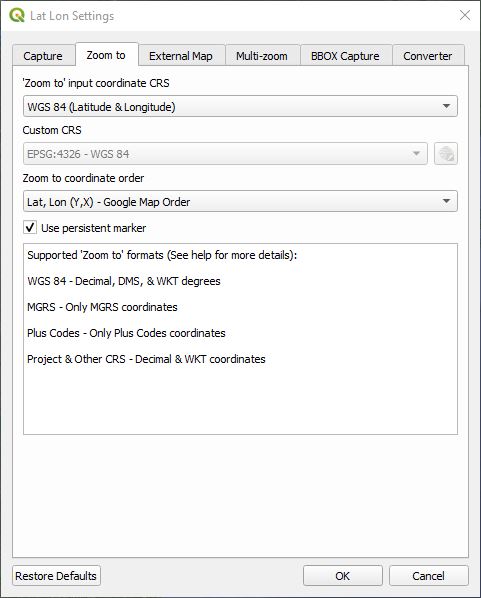 Lat Lon Settings
Capture
Zoom to
External Map
Multi-zoom
BBOX Capture
Converter
'Zoom to' input coordinate CRS
WGS 84 (Latitude & Longitude)
Custom CRS
EPSG:4326 - WGS 84
Zoom to coordinate order
Lat, Lon (Y,X) - Google Map Order
Use persistent marker
Supported 'Zoom to' formats (See help for more details):
WGS 84 - Decimal, DMS, & WKT degrees
MGRS - Only MGRS coordinates
Plus Codes - Only Plus Codes coordinates
Project & Other CRS - Decimal & WKT coordinates
Restore Defaults
OK
Cancel